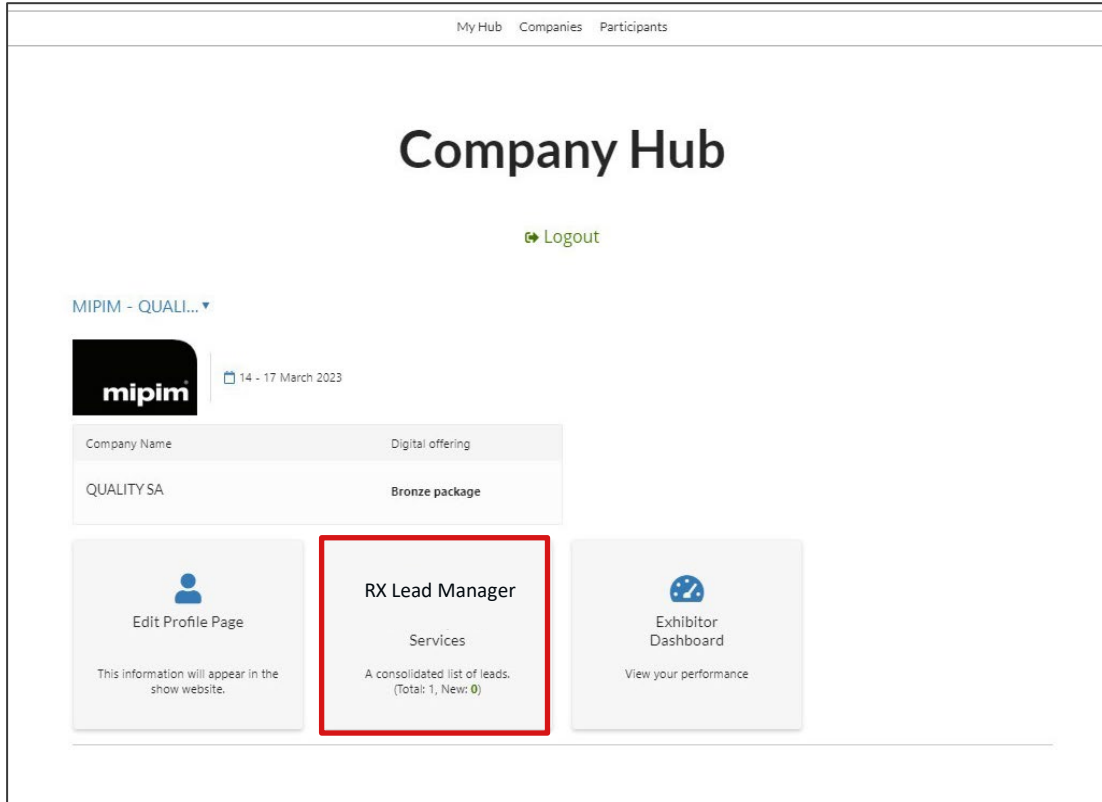 My Hub Companies Participants
Company Hub
Logout
MIPIM - QUALI...
mipim
14 - 17 March 2023
Company Name Digital offering
QUALITY SA Bronze package
Edit Profile Page
This information will appear in the
show website.
RX Lead Manager
Services
A consolidated list of leads.
(Total: 1, New: 0)
Exhibitor
Dashboard
View your performance